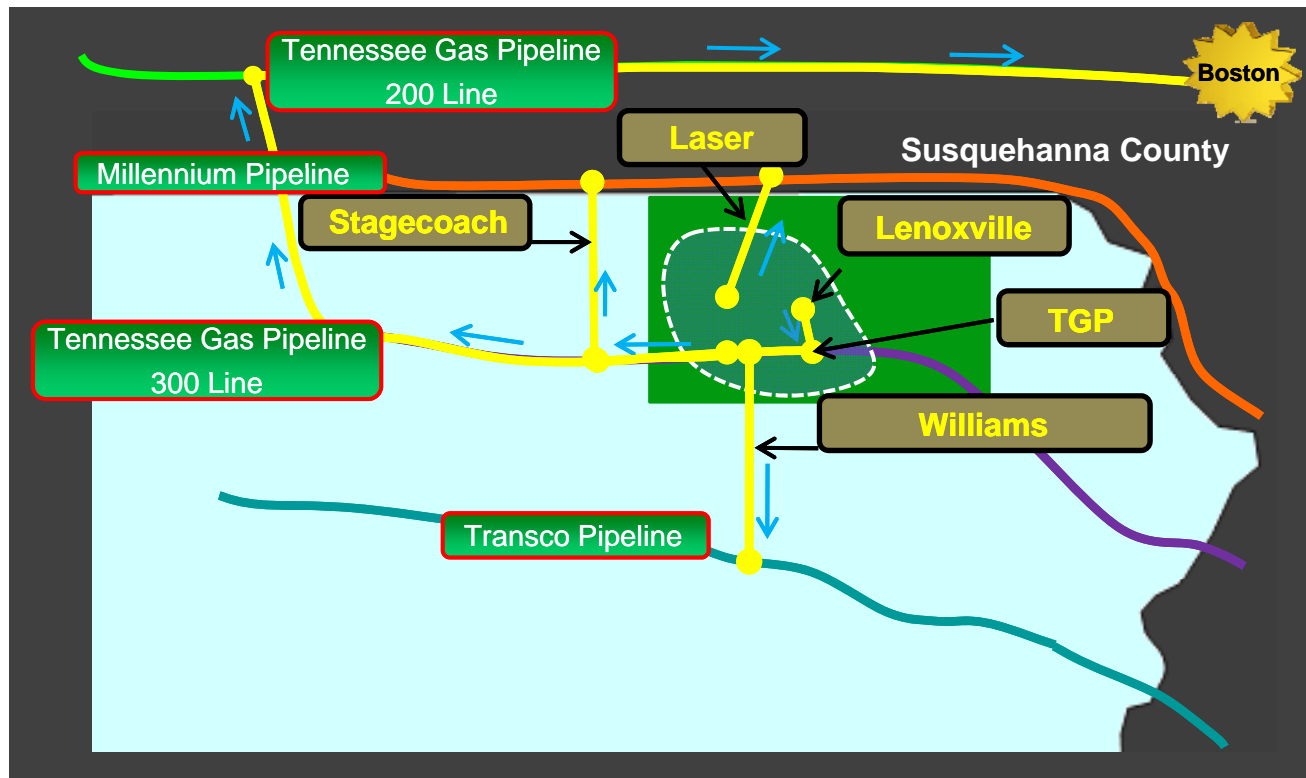 Tennessee Gas Pipeline
200 Line
Boston
Laser
Susquehanna County
Millennium Pipeline
Stagecoach
Lenoxville
TGP
Tennessee Gas Pipeline
300 Line
Williams
Transco Pipeline